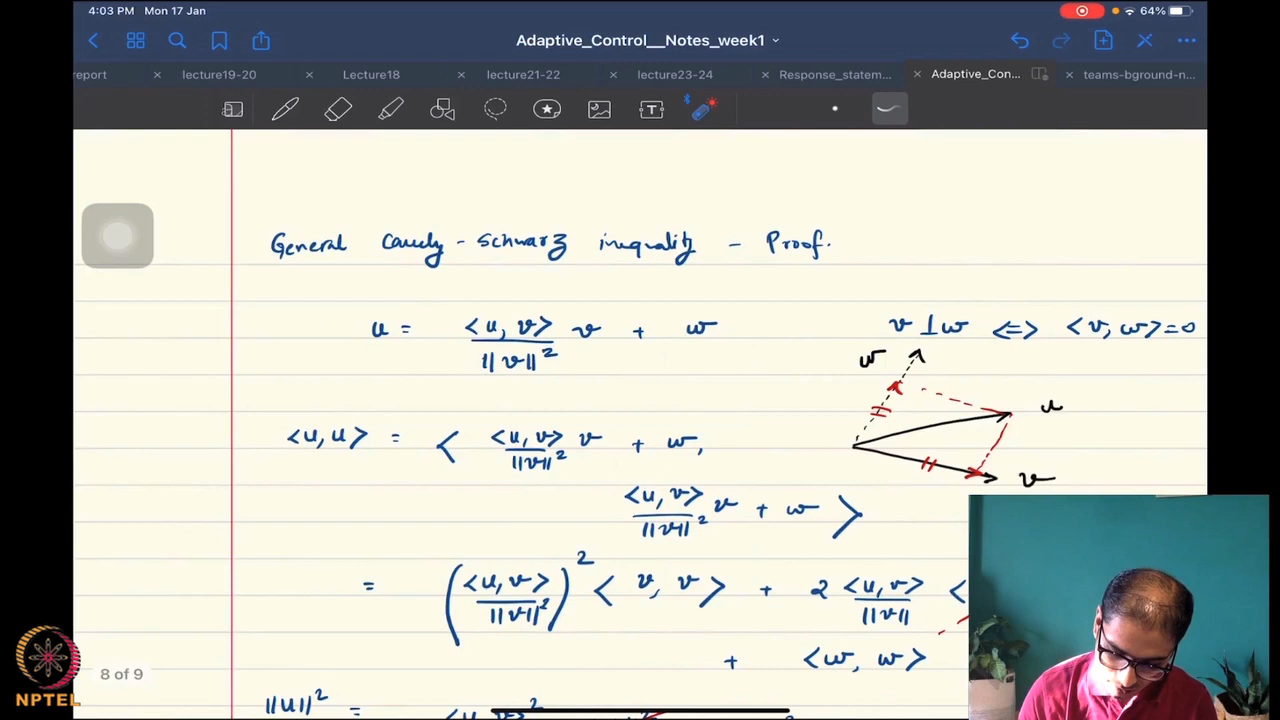 4:03 PM Mon 17 Jan
64%
Adaptive_Control__Notes_week1
report
lecture19-20
Lecture18
lecture21-22
lecture23-24
Response_statem...
Adaptive_Con...
teams-bground-n...
General Caucly - Schwarz inequality - Proof.
u = <u, v> / ||v||² v + w
v ⊥ w <=> <v, w> = 0
w
u
v
<u, u> = < <u, v> / ||v||² v + w,
<u, v> / ||v||² v + w >
= (<u, v> / ||v||²)² < v, v > + 2 <u, v> / ||v|| <
+ <w, w>
||u||² =
8 of 9
NPTEL